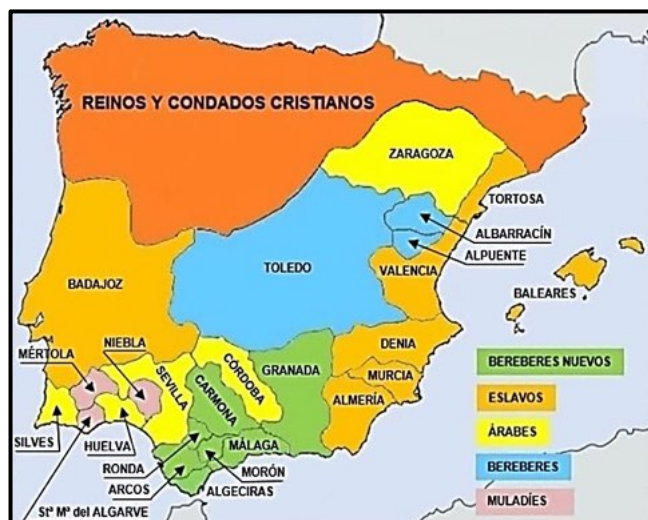 REINOS Y CONDADOS CRISTIANOS
ZARAGOZA
TORTOSA
ALBARRACÍN
ALPUENTE
TOLEDO
VALENCIA
BALEARES
BADAJOZ
NIEBLA
MÉRTOLA
SEVILLA
CÓRDOBA
CARMONA
GRANADA
DENIA
MURCIA
ALMERÍA
SILVES
HUELVA
RONDA
MÁLAGA
ARCOS
MORÓN
ALGECIRAS
Stª Mª del ALGARVE
BEREBERES NUEVOS
ESLAVOS
ÁRABES
BEREBERES
MULADÍES